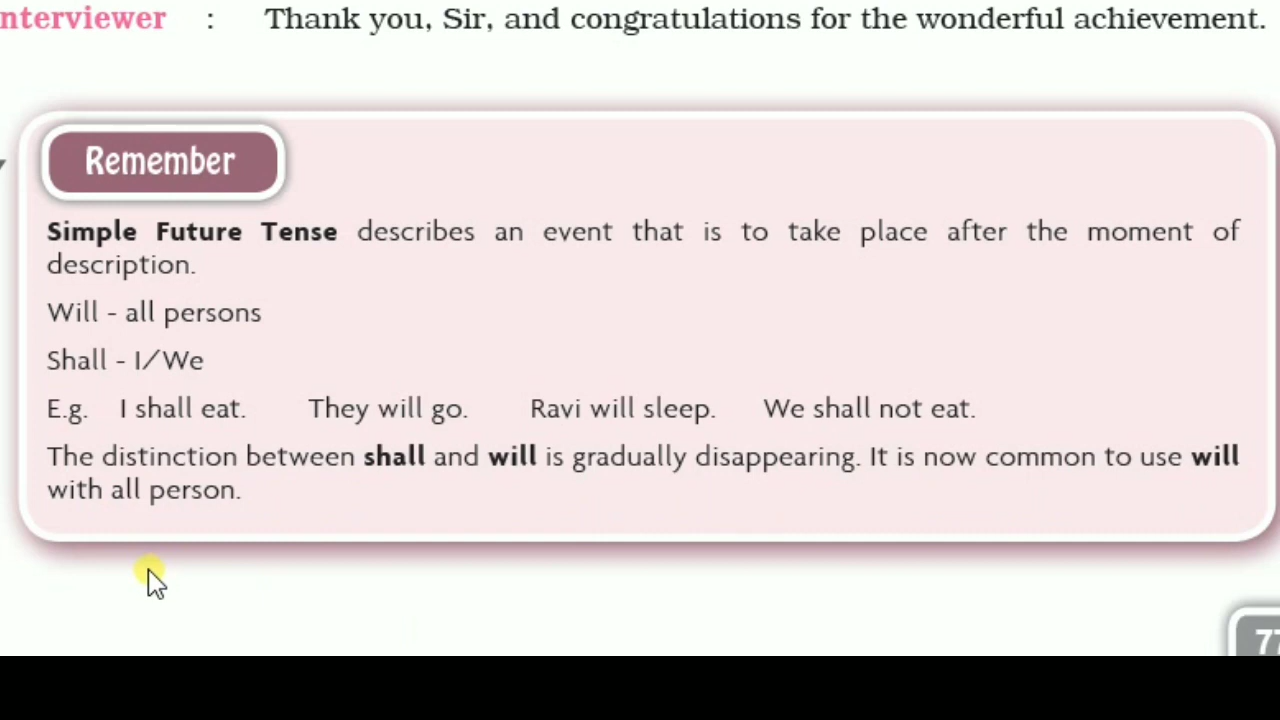 nterviewer : Thank you, Sir, and congratulations for the wonderful achievement.
Remember
Simple Future Tense describes an event that is to take place after the moment of
description.
Will - all persons
Shall - I/We
E.g. I shall eat. They will go. Ravi will sleep. We shall not eat.
The distinction between shall and will is gradually disappearing. It is now common to use will
with all person.
77